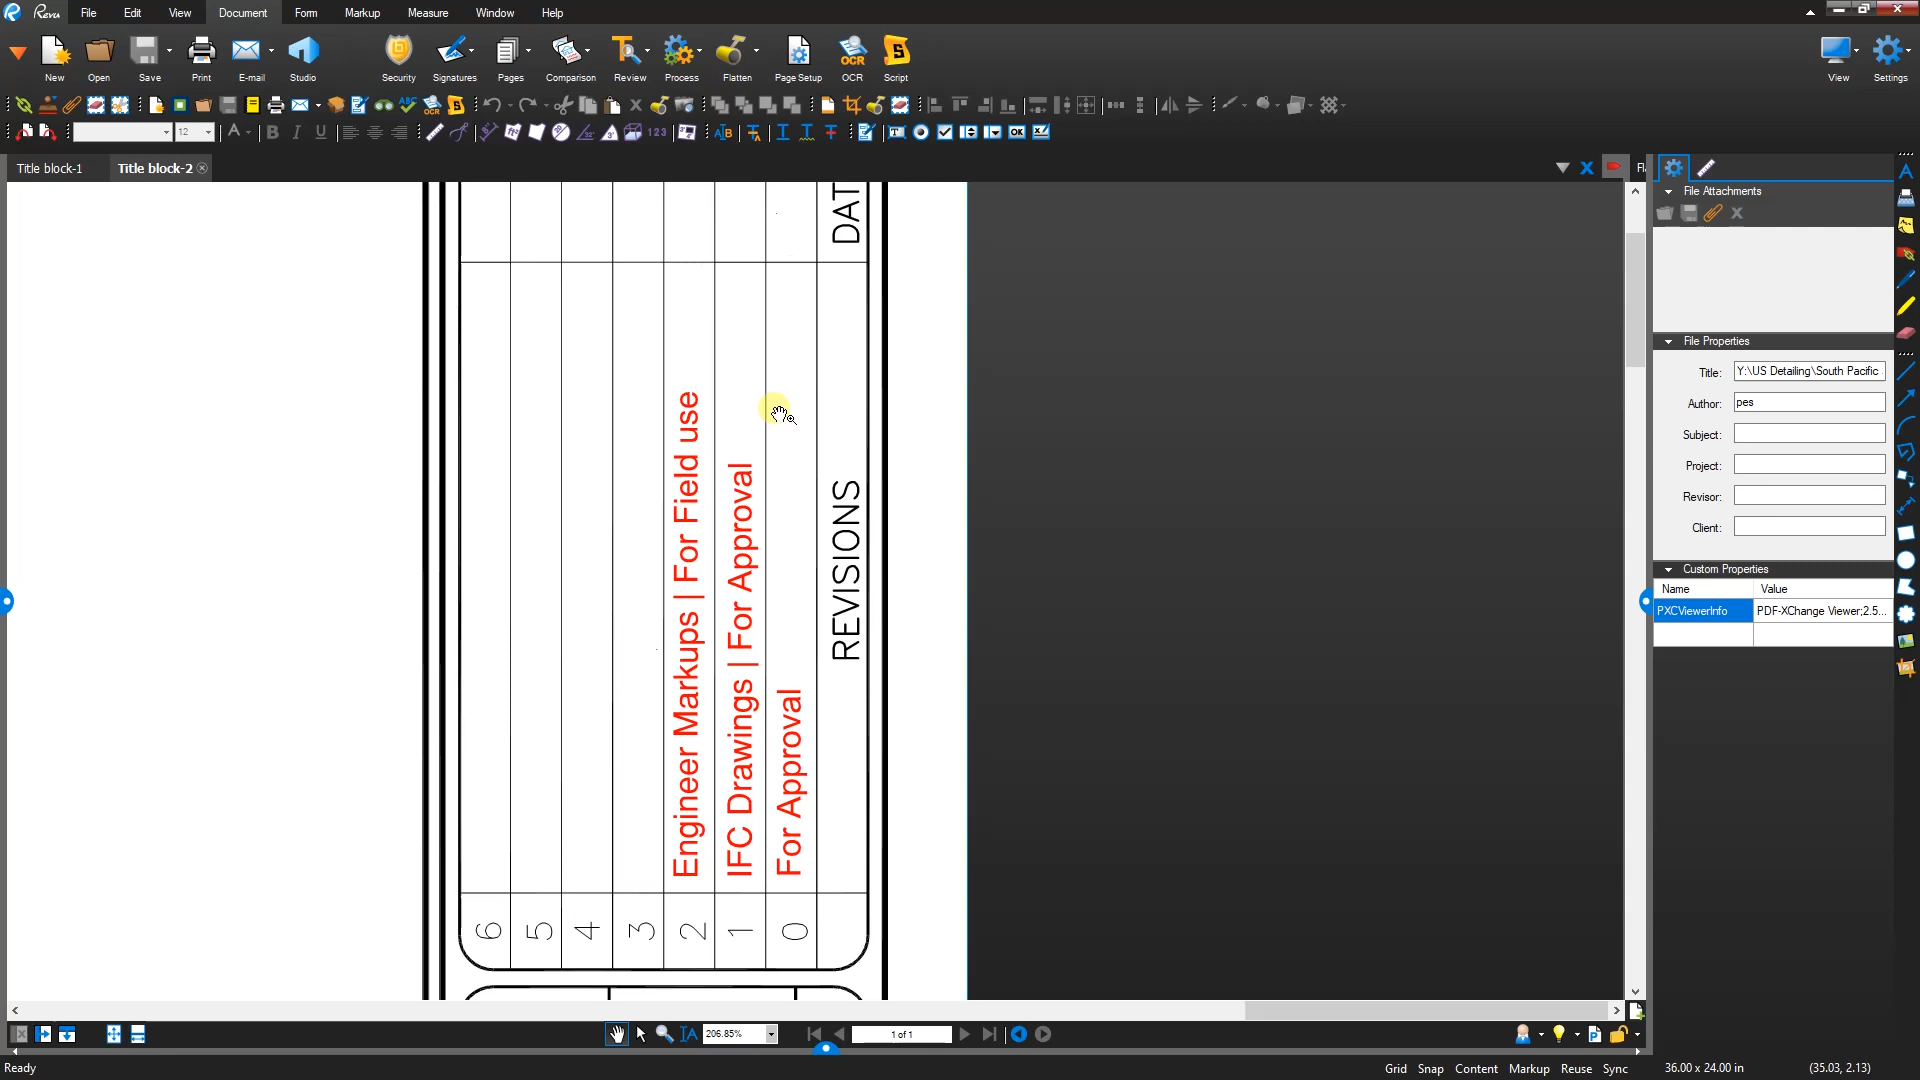 Revu
File
Edit
View
Document
Form
Markup
Measure
Window
Help
New
Open
Save
Print
E-mail
Studio
Security
Signatures
Pages
Comparison
Review
Process
Flatten
Page Setup
OCR
Script
View
Settings
12
Title block-1
Title block-2
DAT
REVISIONS
For Approval
IFC Drawings | For Approval
Engineer Markups | For Field use
6
5
4
3
2
1
0
File Attachments
File Properties
Title: Y:\US Detailing\South Pacific
Author: pes
Subject:
Project:
Revisor:
Client:
Custom Properties
Name Value
PXCViewerInfo PDF-XChange Viewer;2.5...
206.85%
1 of 1
Ready
Grid Snap Content Markup Reuse Sync
36.00 x 24.00 in
(35.03, 2.13)